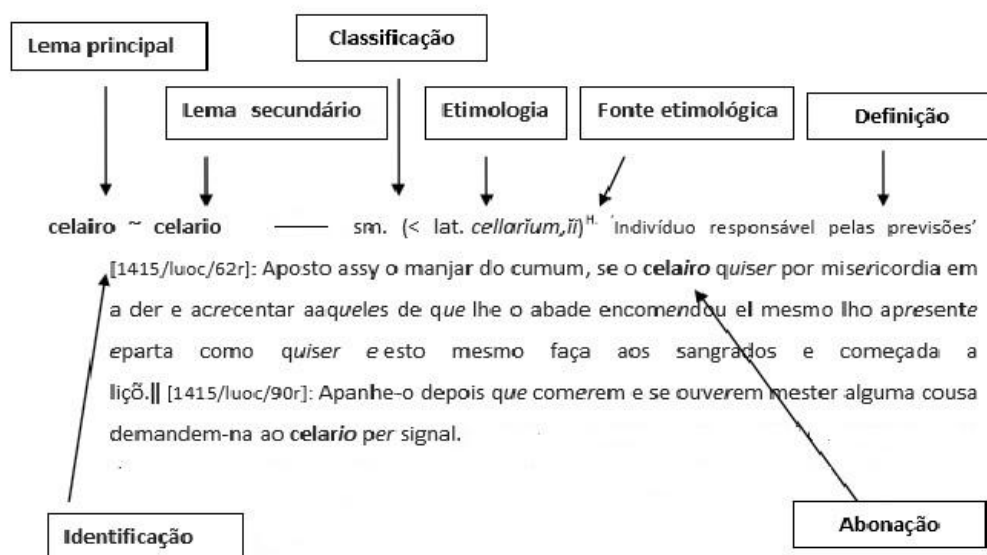 Lema principal
Classificação
Lema secundário
Etimologia
Fonte etimológica
Definição
celairo ~ celario —— sm. (< lat. cellarĭum,ĭi)H. ‘Indivíduo responsável pelas previsões’
[1415/luoc/62r]: Aposto assy o manjar do cumum, se o celairo quiser por misericordia em
a der e acrecentar aaqueles de que lhe o abade encomendou el mesmo lho apresente
eparta como quiser e esto mesmo faça aos sangrados e começada a
liçõ.‖ [1415/luoc/90r]: Apanhe-o depois que comerem e se ouverem mester alguma cousa
demandem-na ao celario per signal.
Identificação
Abonação